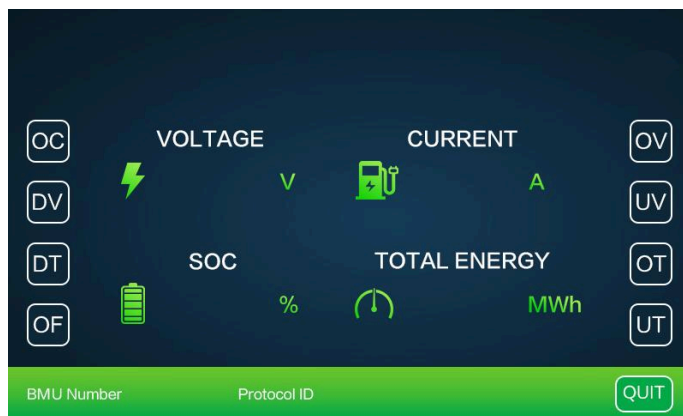 OC
VOLTAGE
CURRENT
OV
DV
V
A
UV
DT
SOC
TOTAL ENERGY
OT
OF
%
MWh
UT
BMU Number
Protocol ID
QUIT